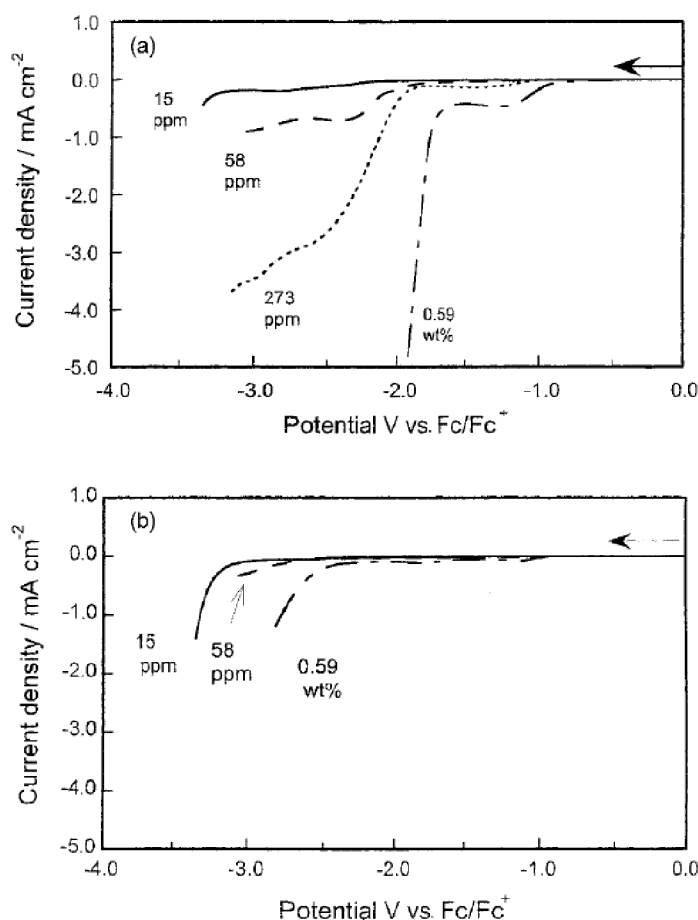 (a)
1.0
0.0
-1.0
-2.0
-3.0
-4.0
-5.0
Current density / mA cm⁻²
15
ppm
58
ppm
273
ppm
0.59
wt%
-4.0 -3.0 -2.0 -1.0 0.0
Potential V vs. Fc/Fc⁺
(b)
1.0
0.0
-1.0
-2.0
-3.0
-4.0
-5.0
Current density / mA cm⁻²
15
ppm
58
ppm
0.59
wt%
-4.0 -3.0 -2.0 -1.0 0.0
Potential V vs. Fc/Fc⁺